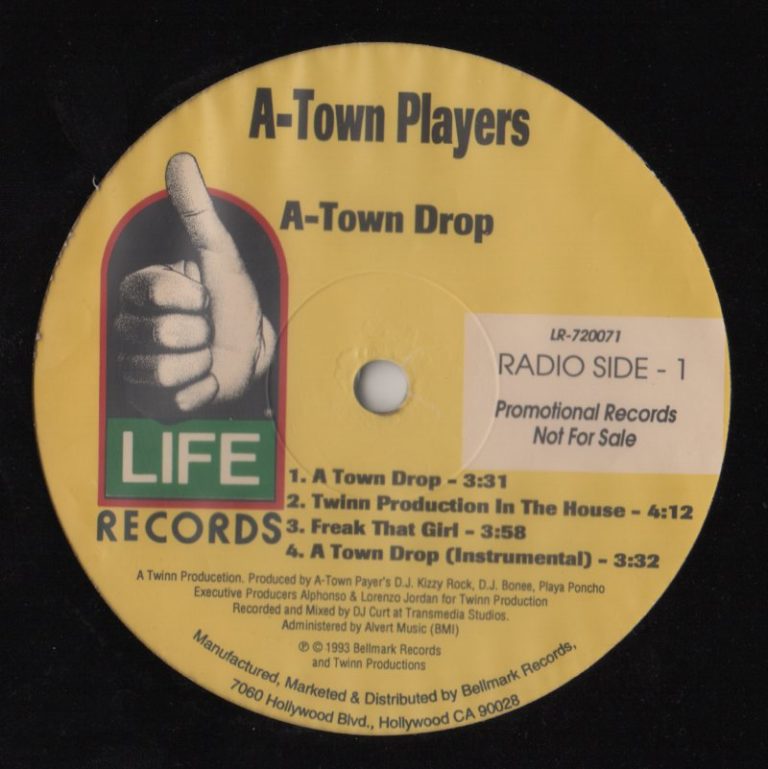 A-Town Players
A-Town Drop
LR-720071
RADIO SIDE - 1
Promotional Records
Not For Sale
LIFE
RECORDS
1. A Town Drop - 3:31
2. Twinn Production In The House - 4:12
3. Freak That Girl - 3:58
4. A Town Drop (Instrumental) - 3:32
A Twinn Producetion. Produced by A-Town Payer's D.J. Kizzy Rock, D.J. Bonee, Playa Poncho
Executive Producers Alphonso & Lorenzo Jordan for Twinn Production
Recorded and Mixed by DJ Curt at Transmedia Studios.
Administered by Alvert Music (BMI)
℗ © 1993 Bellmark Records
and Twinn Productions
Manufactured, Marketed & Distributed by Bellmark Records,
7060 Hollywood Blvd., Hollywood CA 90028